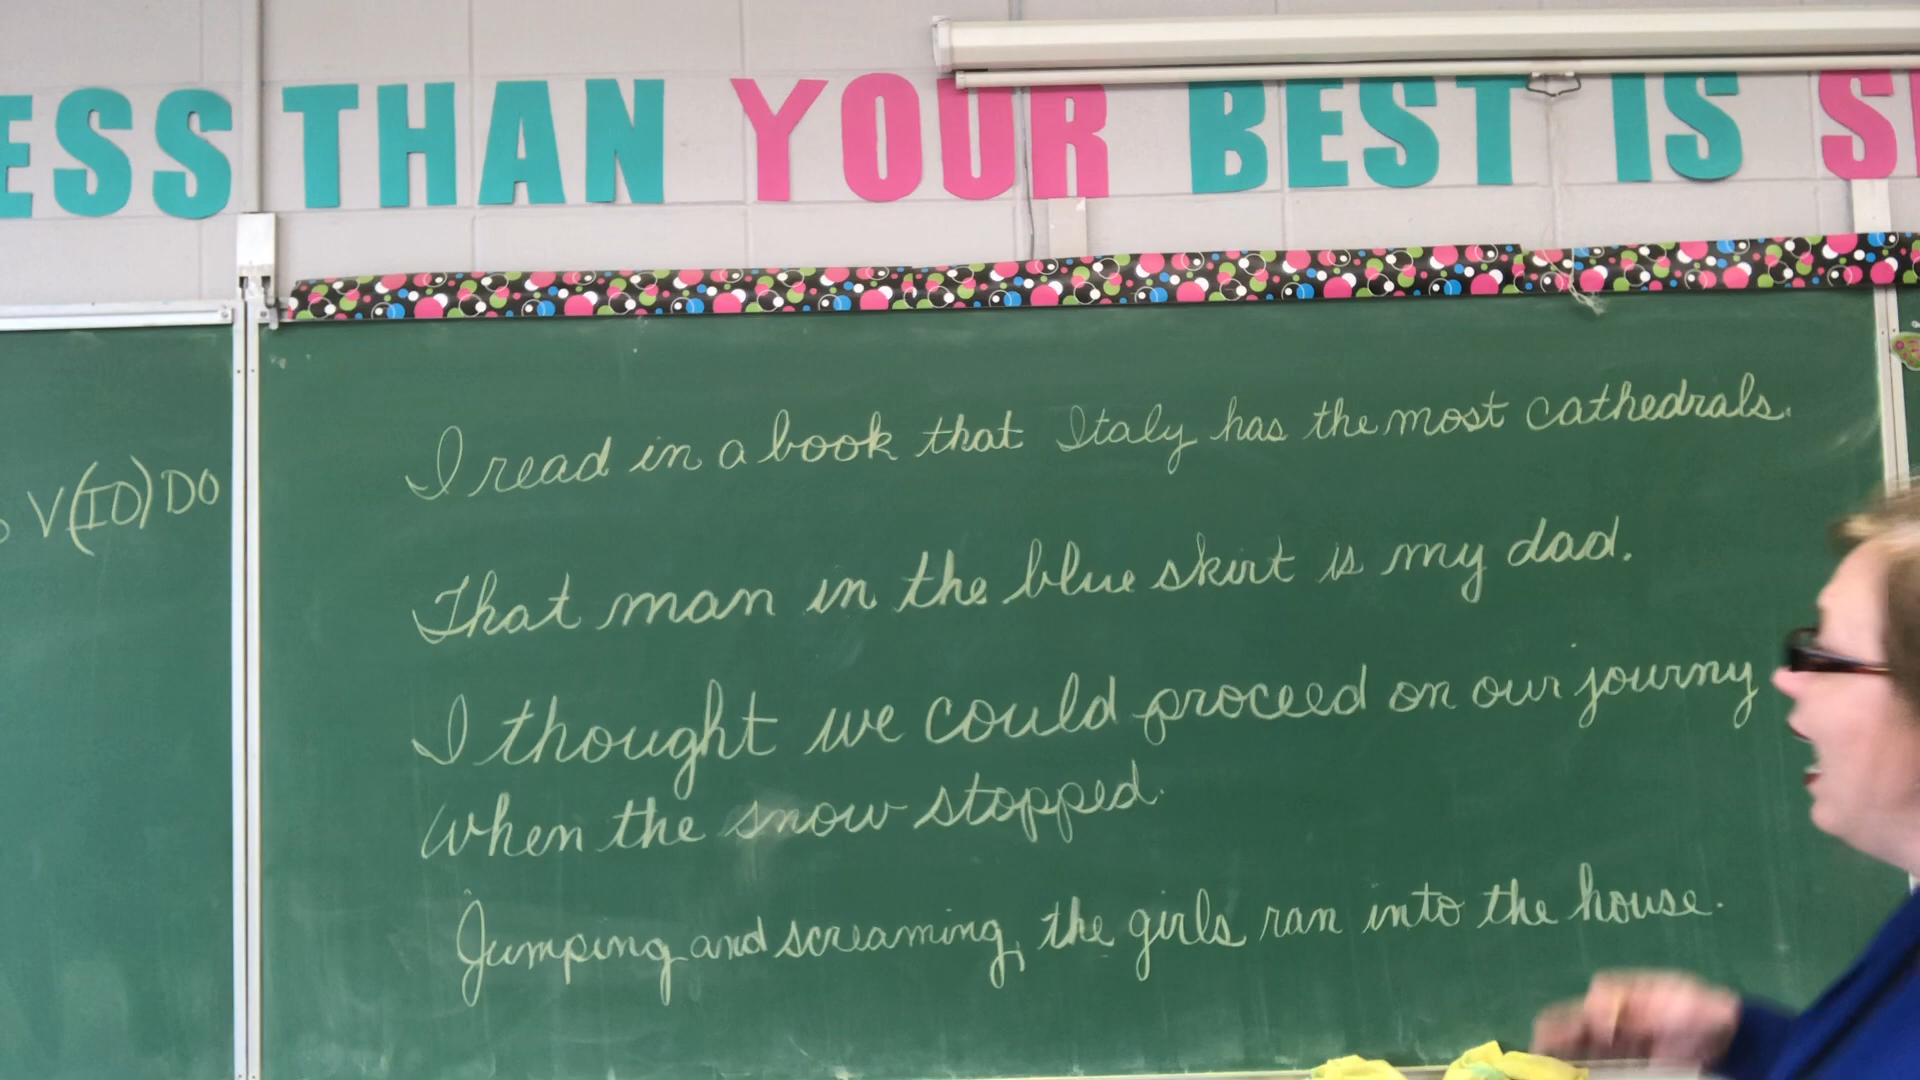 ESS THAN YOUR BEST IS S
V(IO) DO
I read in a book that Italy has the most cathedrals.
That man in the blue skirt is my dad.
I thought we could proceed on our journy
when the snow stopped.
Jumping and screaming, the girls ran into the house.